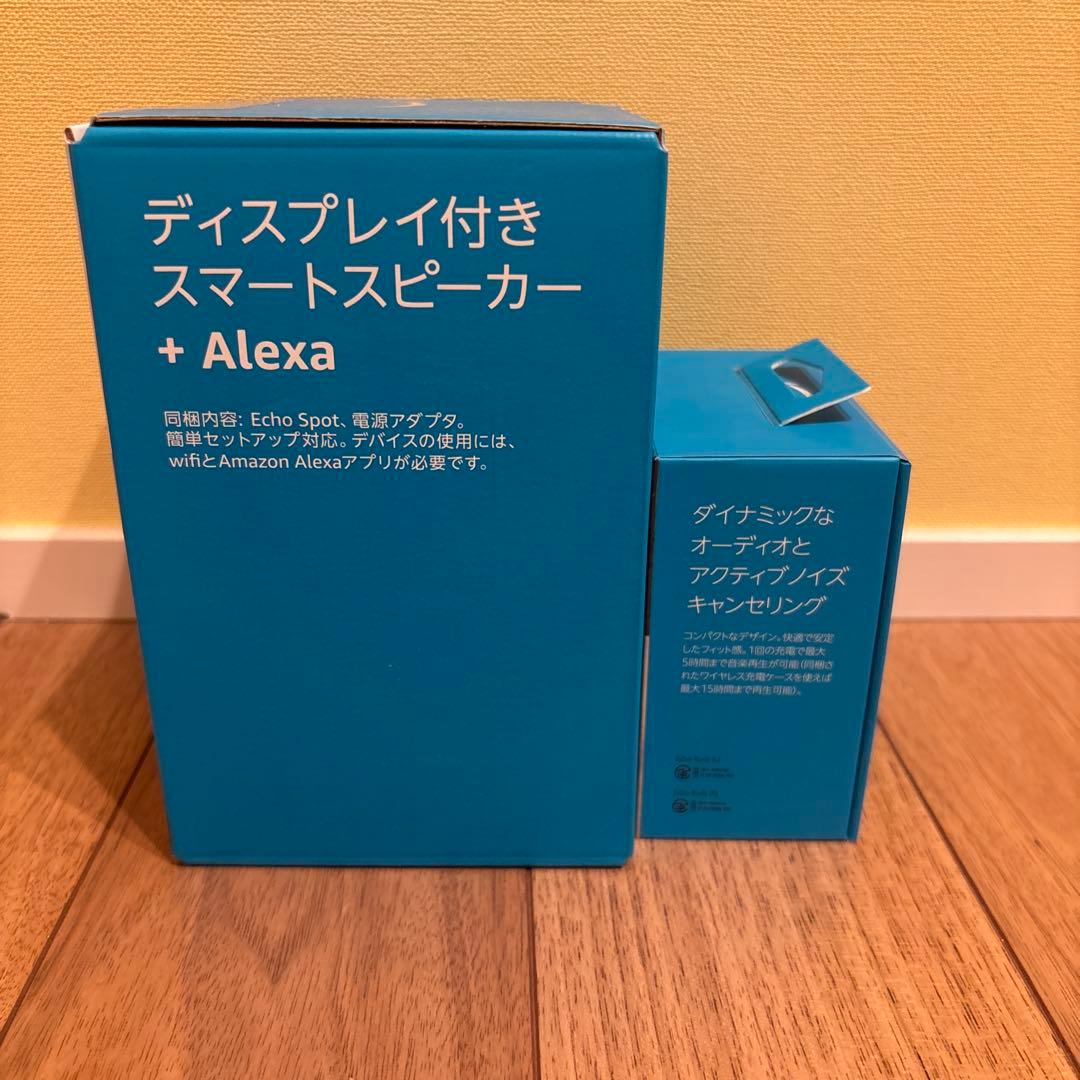 ディスプレイ付き
スマートスピーカー
+ Alexa
同梱内容: Echo Spot、電源アダプタ。
簡単セットアップ対応。デバイスの使用には、
wifiとAmazon Alexaアプリが必要です。
ダイナミックな
オーディオと
アクティブノイズ
キャンセリング
コンパクトなデザイン。快適で安定
したフィット感。1回の充電で最大
5時間まで音楽再生が可能(同梱さ
れたワイヤレス充電ケースを使えば
最大15時間まで再生可能)。